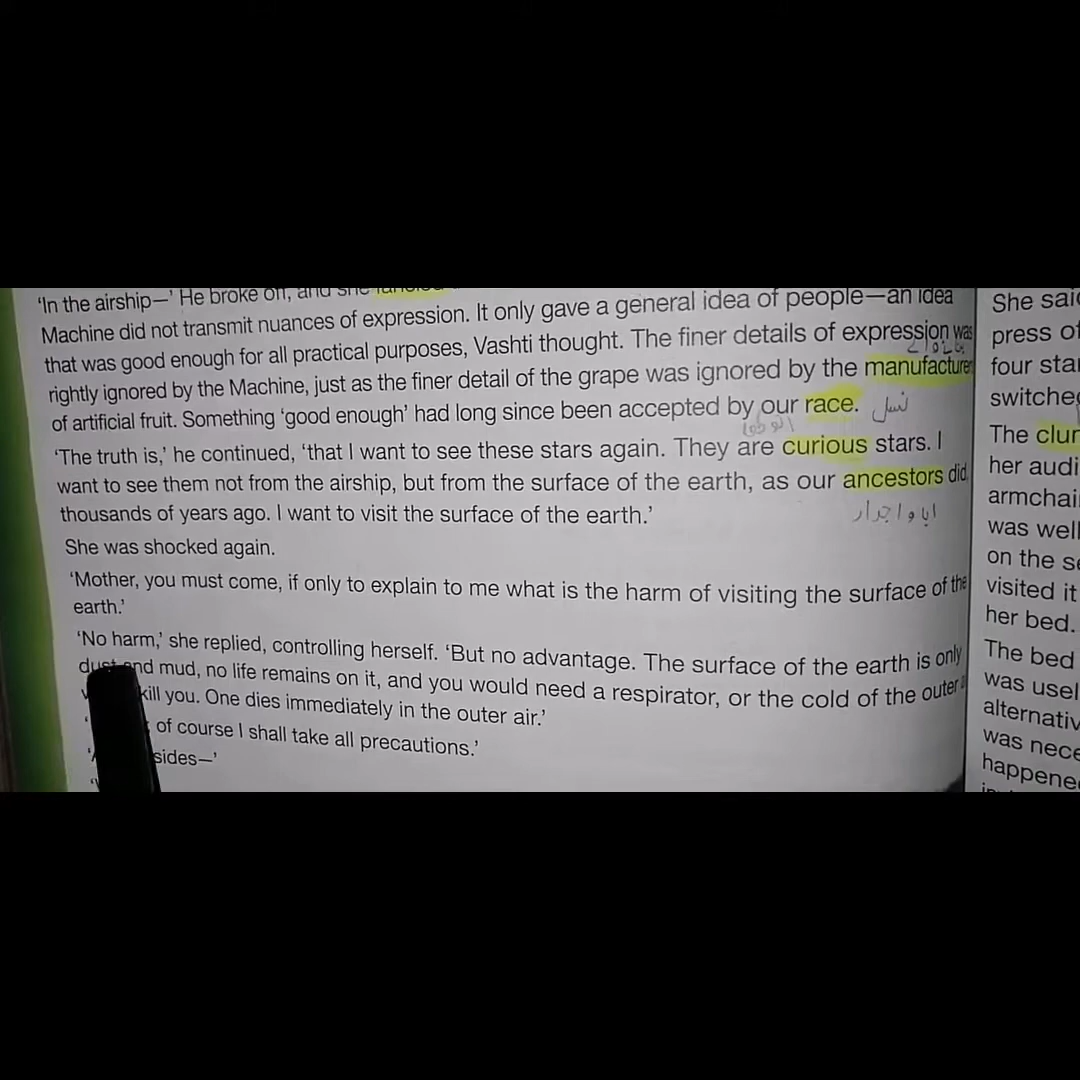 'In the airship—' He broke off, and she fancied
Machine did not transmit nuances of expression. It only gave a general idea of people—an idea
that was good enough for all practical purposes, Vashti thought. The finer details of expression was
rightly ignored by the Machine, just as the finer detail of the grape was ignored by the manufacturer
of artificial fruit. Something 'good enough' had long since been accepted by our race. نسل
'The truth is,' he continued, 'that I want to see these stars again. They are curious stars. I
want to see them not from the airship, but from the surface of the earth, as our ancestors did
thousands of years ago. I want to visit the surface of the earth.'
She was shocked again.
'Mother, you must come, if only to explain to me what is the harm of visiting the surface of the
earth.'
'No harm,' she replied, controlling herself. 'But no advantage. The surface of the earth is only
dust and mud, no life remains on it, and you would need a respirator, or the cold of the outer
kill you. One dies immediately in the outer air.'
of course I shall take all precautions.'
sides—'
She said
press of
four
switched
The
her
was well
on the
visited it
her bed.
The bed
was
was